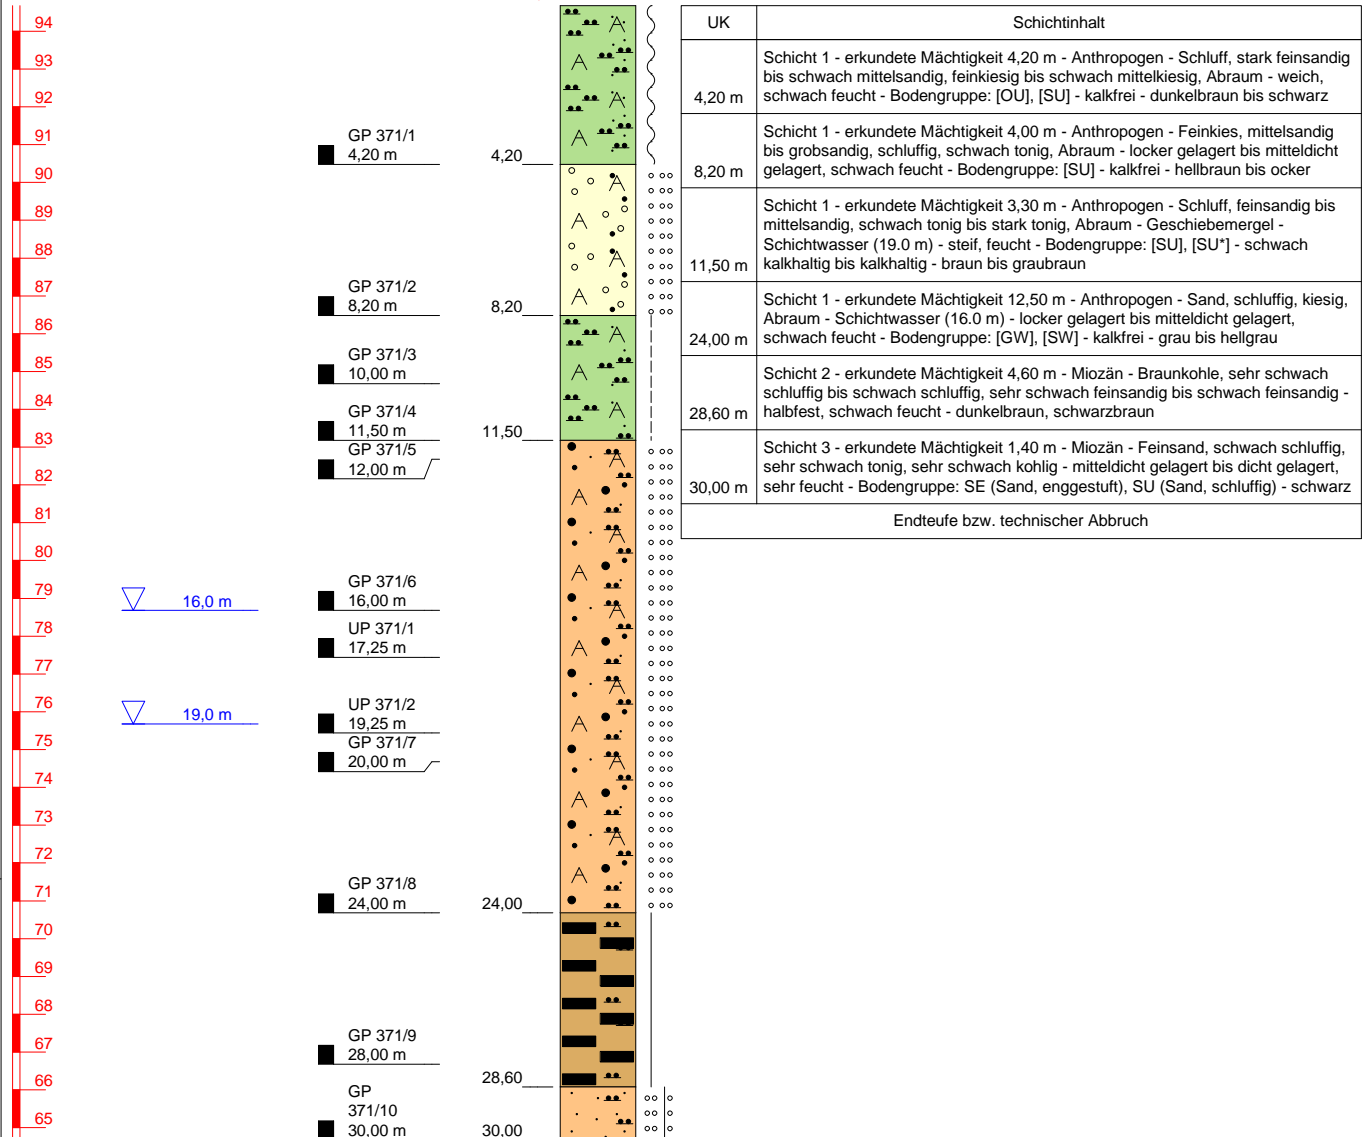 94
93
92
91
90
89
88
87
86
85
84
83
82
81
80
79
78
77
76
75
74
73
72
71
70
69
68
67
66
65
16,0 m
19,0 m
GP 371/1
4,20 m
GP 371/2
8,20 m
GP 371/3
10,00 m
GP 371/4
11,50 m
GP 371/5
12,00 m
GP 371/6
16,00 m
UP 371/1
17,25 m
UP 371/2
19,25 m
GP 371/7
20,00 m
GP 371/8
24,00 m
GP 371/9
28,00 m
GP
371/10
30,00 m
4,20
8,20
11,50
24,00
28,60
30,00
UK Schichtinhalt
Schicht 1 - erkundete Mächtigkeit 4,20 m - Anthropogen - Schluff, stark feinsandig
bis schwach mittelsandig, feinkiesig bis schwach mittelkiesig, Abraum - weich,
4,20 m schwach feucht - Bodengruppe: [OU], [SU] - kalkfrei - dunkelbraun bis schwarz
Schicht 1 - erkundete Mächtigkeit 4,00 m - Anthropogen - Feinkies, mittelsandig
bis grobsandig, schluffig, schwach tonig, Abraum - locker gelagert bis mitteldicht
8,20 m gelagert, schwach feucht - Bodengruppe: [SU] - kalkfrei - hellbraun bis ocker
Schicht 1 - erkundete Mächtigkeit 3,30 m - Anthropogen - Schluff, feinsandig bis
mittelsandig, schwach tonig bis stark tonig, Abraum - Geschiebemergel -
Schichtwasser (19.0 m) - steif, feucht - Bodengruppe: [SU], [SU*] - schwach
11,50 m kalkhaltig bis kalkhaltig - braun bis graubraun
Schicht 1 - erkundete Mächtigkeit 12,50 m - Anthropogen - Sand, schluffig, kiesig,
Abraum - Schichtwasser (16.0 m) - locker gelagert bis mitteldicht gelagert,
24,00 m schwach feucht - Bodengruppe: [GW], [SW] - kalkfrei - grau bis hellgrau
Schicht 2 - erkundete Mächtigkeit 4,60 m - Miozän - Braunkohle, sehr schwach
schluffig bis schwach schluffig, sehr schwach feinsandig bis schwach feinsandig -
28,60 m halbfest, schwach feucht - dunkelbraun, schwarzbraun
Schicht 3 - erkundete Mächtigkeit 1,40 m - Miozän - Feinsand, schwach schluffig,
sehr schwach tonig, sehr schwach kohlig - mitteldicht gelagert bis dicht gelagert,
30,00 m sehr feucht - Bodengruppe: SE (Sand, enggestuft), SU (Sand, schluffig) - schwarz
Endteufe bzw. technischer Abbruch